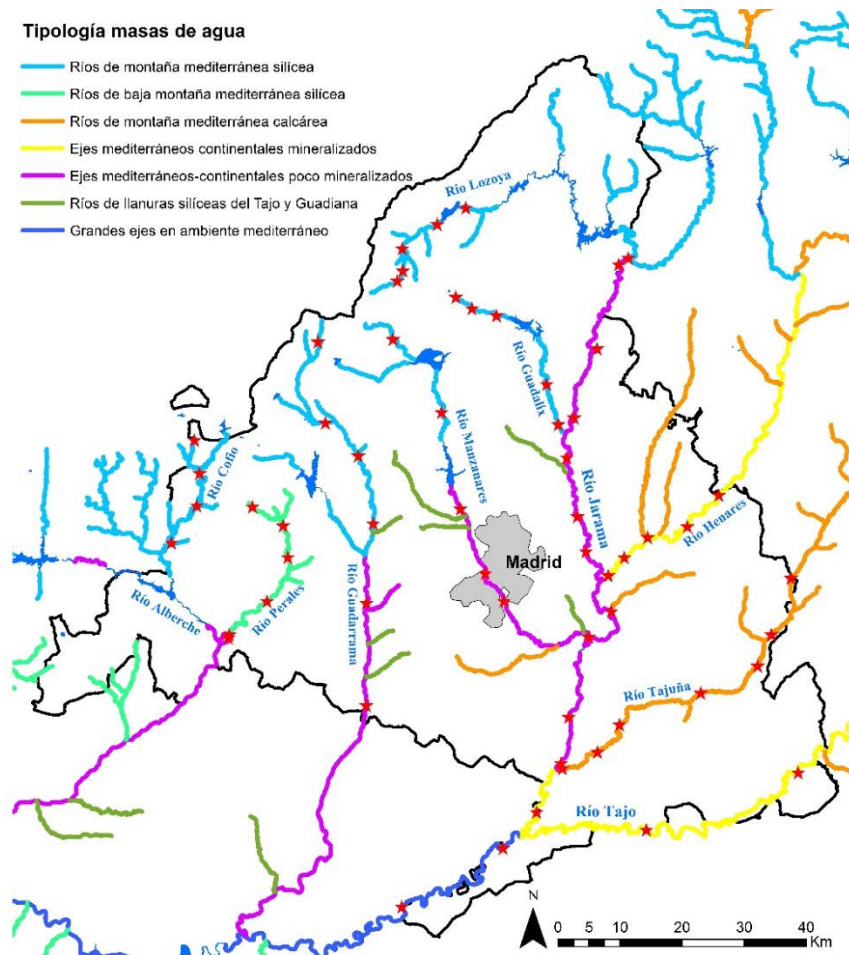 Tipología masas de agua
Ríos de montaña mediterránea silícea
Ríos de baja montaña mediterránea silícea
Ríos de montaña mediterránea calcárea
Ejes mediterráneos continentales mineralizados
Ejes mediterráneos-continentales poco mineralizados
Ríos de llanuras silíceas del Tajo y Guadiana
Grandes ejes en ambiente mediterráneo
Río Lozoya
Río Guadalix
Río Manzanares
Río Cofio
Río Jarama
Río Henares
Madrid
Río Guadarrama
Río Perales
Río Alberche
Río Tajuña
Río Tajo
N
0 5 10 20 30 40
Km